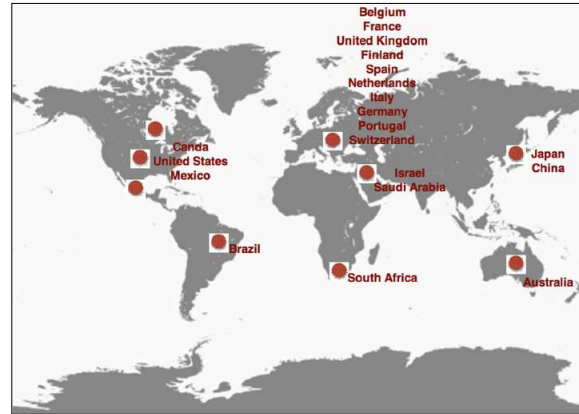 Belgium
France
United Kingdom
Finland
Spain
Netherlands
Italy
Germany
Portugal
Switzerland
Canda
United States
Mexico
Japan
China
Israel
Saudi Arabia
Brazil
South Africa
Australia